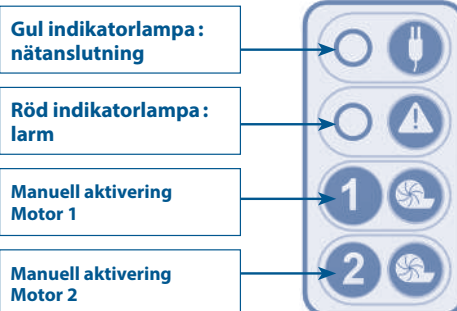 Gul indikatorlampa:
nätanslutning
Röd indikatorlampa:
larm
Manuell aktivering
Motor 1
1
Manuell aktivering
Motor 2
2